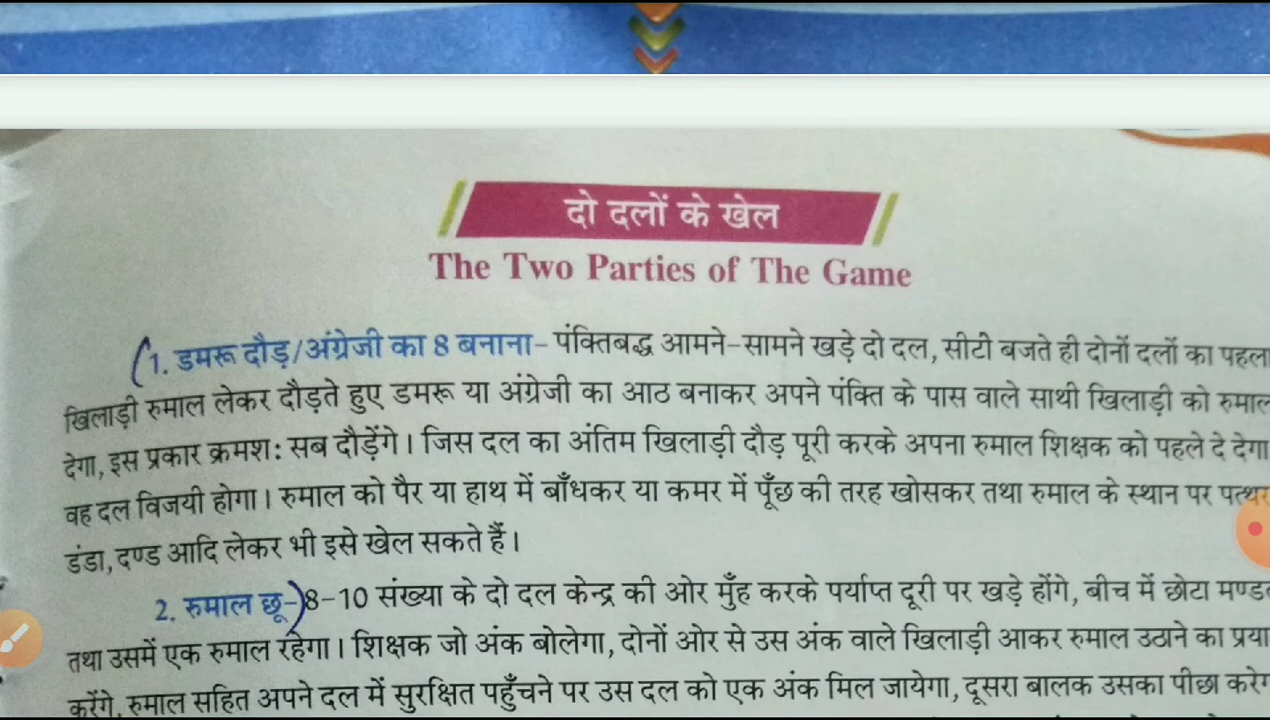 दो दलों के खेल
The Two Parties of The Game
1. डमरू दौड़/अंग्रेजी का 8 बनाना- पंक्तिबद्ध आमने-सामने खड़े दो दल, सीटी बजते ही दोनों दलों का पहला
खिलाड़ी रुमाल लेकर दौड़ते हुए डमरू या अंग्रेजी का आठ बनाकर अपने पंक्ति के पास वाले साथी खिलाड़ी को रुमाल
देगा, इस प्रकार क्रमश: सब दौड़ेंगे। जिस दल का अंतिम खिलाड़ी दौड़ पूरी करके अपना रुमाल शिक्षक को पहले दे देगा
वह दल विजयी होगा। रुमाल को पैर या हाथ में बाँधकर या कमर में पूँछ की तरह खोसकर तथा रुमाल के स्थान पर पत्थर
डंडा, दण्ड आदि लेकर भी इसे खेल सकते हैं।
2. रुमाल छू- 8-10 संख्या के दो दल केन्द्र की ओर मुँह करके पर्याप्त दूरी पर खड़े होंगे, बीच में छोटा
तथा उसमें एक रुमाल रहेगा। शिक्षक जो अंक बोलेगा, दोनों ओर से उस अंक वाले खिलाड़ी आकर रुमाल उठाने का
करेंगे, रुमाल सहित अपने दल में सुरक्षित पहुँचने पर उस दल को एक अंक मिल जायेगा, दूसरा बालक उसका पीछा